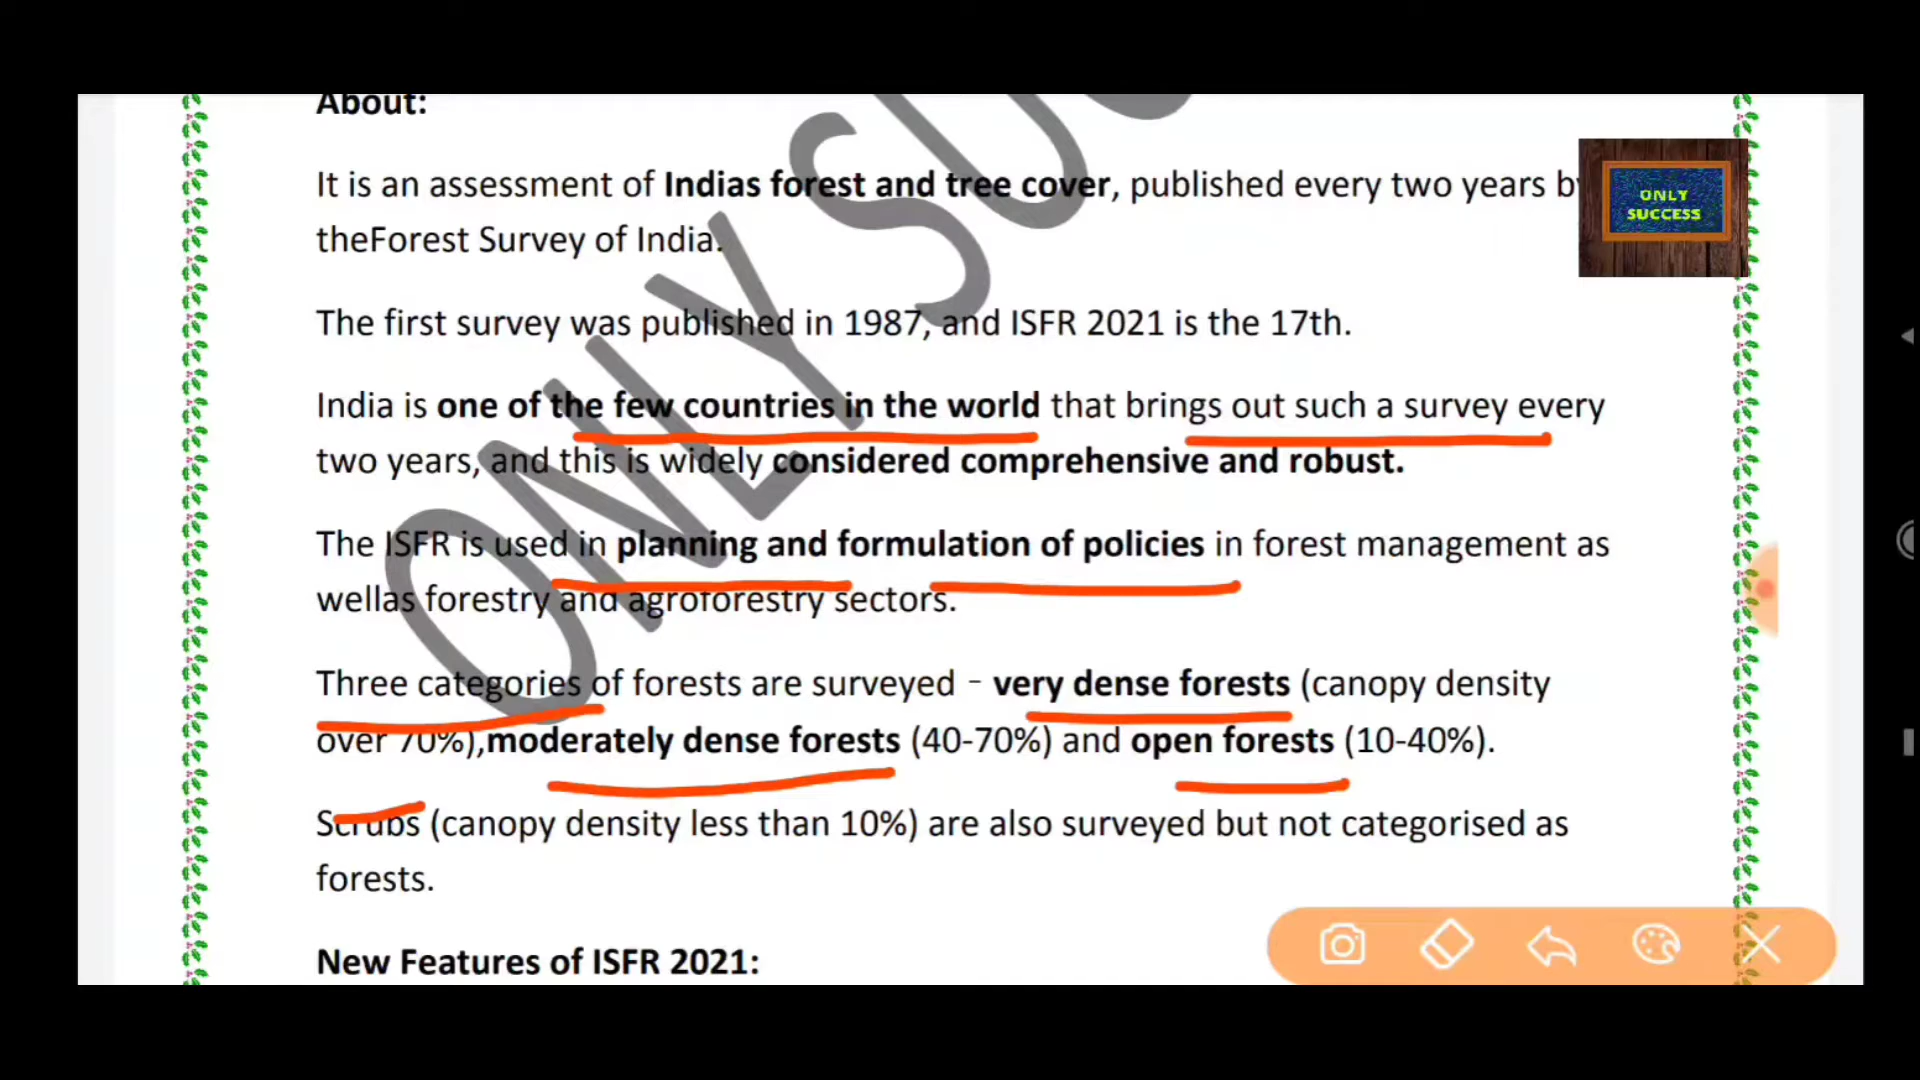 About:
It is an assessment of Indias forest and tree cover, published every two years by
theForest Survey of India.
The first survey was published in 1987, and ISFR 2021 is the 17th.
India is one of the few countries in the world that brings out such a survey every
two years, and this is widely considered comprehensive and robust.
The ISFR is used in planning and formulation of policies in forest management as
wellas forestry and agroforestry sectors.
Three categories of forests are surveyed - very dense forests (canopy density
over 70%),moderately dense forests (40-70%) and open forests (10-40%).
Scrubs (canopy density less than 10%) are also surveyed but not categorised as
forests.
New Features of ISFR 2021:
ONLY
SUCCESS
ONLY